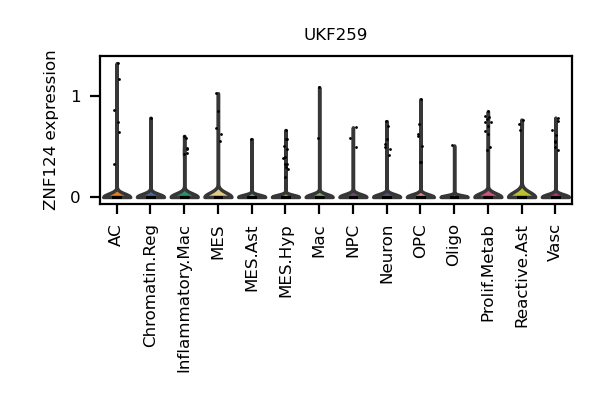 UKF259
ZNF124 expression
1
0
AC
Chromatin.Reg
Inflammatory.Mac
MES
MES.Ast
MES.Hyp
Mac
NPC
Neuron
OPC
Oligo
Prolif.Metab
Reactive.Ast
Vasc